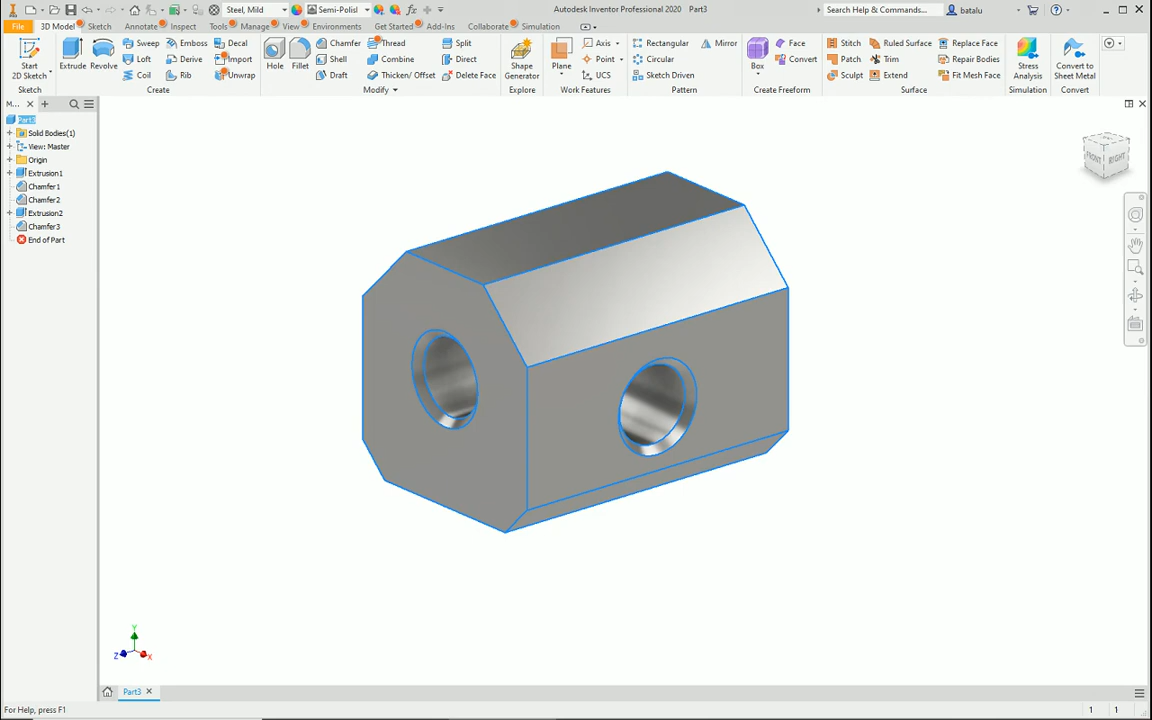 Steel, Mild Semi-Polisl Autodesk Inventor Professional 2020 Part3 Search Help & Commands... batalu
File 3D Model Sketch Annotate Inspect Tools Manage View Environments Get Started Add-Ins Collaborate Simulation
Start
2D Sketch
Extrude Revolve
Sweep Emboss Decal
Loft Derive Import
Coil Rib Unwrap
Hole Fillet
Chamfer Thread Split
Shell Combine Direct
Draft Thicken/ Offset Delete Face
Shape
Generator
Plane
Axis
Point
UCS
Rectangular Mirror
Circular
Sketch Driven
Box
Face
Convert
Stitch Ruled Surface Replace Face
Patch Trim Repair Bodies
Sculpt Extend Fit Mesh Face
Stress
Analysis
Convert to
Sheet Metal
Sketch Create Modify Explore Work Features Pattern Create Freeform Surface Simulation Convert
M...
Part3
Solid Bodies(1)
View: Master
Origin
Extrusion1
Chamfer1
Chamfer2
Extrusion2
Chamfer3
End of Part
FRONT RIGHT
Y
Z X
Part3
For Help, press F1 1 1